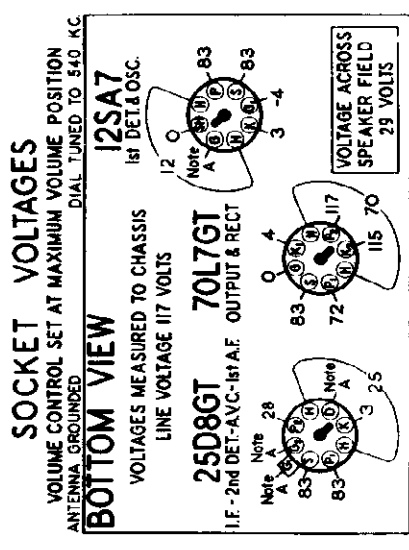 SOCKET VOLTAGES
VOLUME CONTROL SET AT MAXIMUM VOLUME POSITION
ANTENNA GROUNDED DIAL TUNED TO 540 KC.
BOTTOM VIEW
VOLTAGES MEASURED TO CHASSIS
LINE VOLTAGE 117 VOLTS
12SA7
1st DET.& OSC.
Note A
12
0
83
83
-4
3
SH
H
P
S
G
K
H
25D8GT
I.F.-2nd DET-A.V.C-1st A.F.
Note A
Note A
28
83
83
3
25
Note A
S
H
D
K
H
70L7GT
OUTPUT & RECT
0
4
83
72
117
115
70
S
G
H
H
VOLTAGE ACROSS
SPEAKER FIELD
29 VOLTS